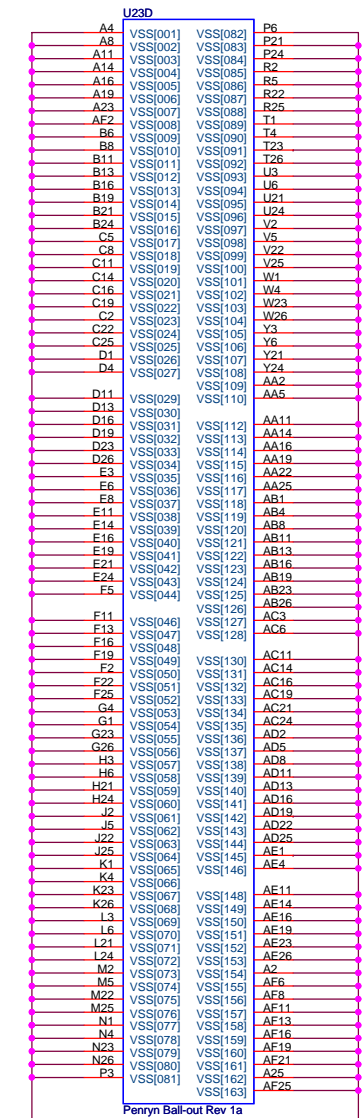 U23D
A4 VSS[001] VSS[082] P6
A8 VSS[002] VSS[083] P21
A11 VSS[003] VSS[084] P24
A14 VSS[004] VSS[085] R2
A16 VSS[005] VSS[086] R5
A19 VSS[006] VSS[087] R22
A23 VSS[007] VSS[088] R25
AF2 VSS[008] VSS[089] T1
B6 VSS[009] VSS[090] T4
B8 VSS[010] VSS[091] T23
B11 VSS[011] VSS[092] T26
B13 VSS[012] VSS[093] U3
B16 VSS[013] VSS[094] U6
B19 VSS[014] VSS[095] U21
B21 VSS[015] VSS[096] U24
B24 VSS[016] VSS[097] V2
C5 VSS[017] VSS[098] V5
C8 VSS[018] VSS[099] V22
C11 VSS[019] VSS[100] V25
C14 VSS[020] VSS[101] W1
C16 VSS[021] VSS[102] W4
C19 VSS[022] VSS[103] W23
C2 VSS[023] VSS[104] W26
C22 VSS[024] VSS[105] Y3
C25 VSS[025] VSS[106] Y6
D1 VSS[026] VSS[107] Y21
D4 VSS[027] VSS[108] Y24
VSS[109] AA2
D11 VSS[029] VSS[110] AA5
D13 VSS[030]
D16 VSS[031] VSS[112] AA11
D19 VSS[032] VSS[113] AA14
D23 VSS[033] VSS[114] AA16
D26 VSS[034] VSS[115] AA19
E3 VSS[035] VSS[116] AA22
E6 VSS[036] VSS[117] AA25
E8 VSS[037] VSS[118] AB1
E11 VSS[038] VSS[119] AB4
E14 VSS[039] VSS[120] AB8
E16 VSS[040] VSS[121] AB11
E19 VSS[041] VSS[122] AB13
E21 VSS[042] VSS[123] AB16
E24 VSS[043] VSS[124] AB19
F5 VSS[044] VSS[125] AB23
VSS[126] AB26
F11 VSS[046] VSS[127] AC3
F13 VSS[047] VSS[128] AC6
F16 VSS[048]
F19 VSS[049] VSS[130] AC11
F2 VSS[050] VSS[131] AC14
F22 VSS[051] VSS[132] AC16
F25 VSS[052] VSS[133] AC19
G4 VSS[053] VSS[134] AC21
G1 VSS[054] VSS[135] AC24
G23 VSS[055] VSS[136] AD2
G26 VSS[056] VSS[137] AD5
H3 VSS[057] VSS[138] AD8
H6 VSS[058] VSS[139] AD11
H21 VSS[059] VSS[140] AD13
H24 VSS[060] VSS[141] AD16
J2 VSS[061] VSS[142] AD19
J5 VSS[062] VSS[143] AD22
J22 VSS[063] VSS[144] AD25
J25 VSS[064] VSS[145] AE1
K1 VSS[065] VSS[146] AE4
K4 VSS[066]
K23 VSS[067] VSS[148] AE11
K26 VSS[068] VSS[149] AE14
L3 VSS[069] VSS[150] AE16
L6 VSS[070] VSS[151] AE19
L21 VSS[071] VSS[152] AE23
L24 VSS[072] VSS[153] AE26
M2 VSS[073] VSS[154] A2
M5 VSS[074] VSS[155] AF6
M22 VSS[075] VSS[156] AF8
M25 VSS[076] VSS[157] AF11
N1 VSS[077] VSS[158] AF13
N4 VSS[078] VSS[159] AF16
N23 VSS[079] VSS[160] AF19
N26 VSS[080] VSS[161] AF21
P3 VSS[081] VSS[162] A25
VSS[163] AF25
Penryn Ball-out Rev 1a